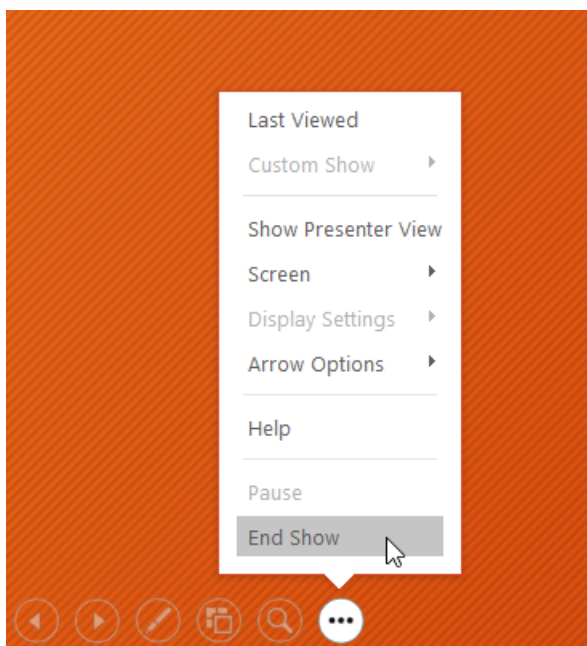 Last Viewed
Custom Show
Show Presenter View
Screen
Display Settings
Arrow Options
Help
Pause
End Show